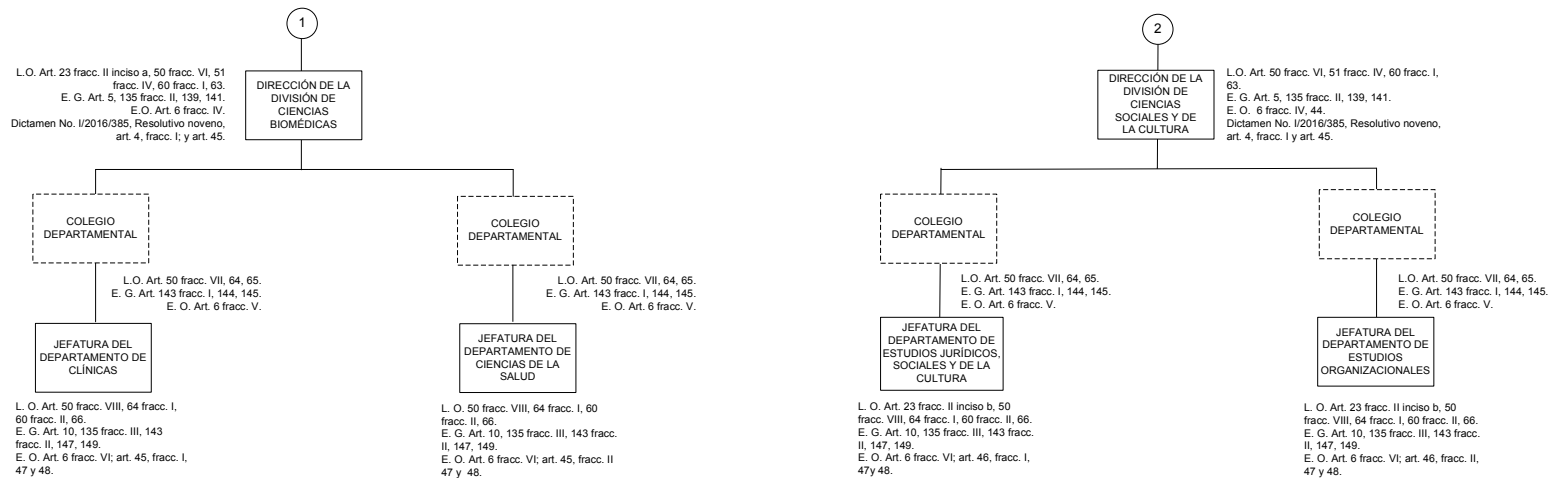 1
L.O. Art. 23 fracc. II inciso a, 50 fracc. VI, 51
fracc. IV, 60 fracc. I, 63.
E. G. Art. 5, 135 fracc. II, 139, 141.
E.O. Art. 6 fracc. IV.
Dictamen No. I/2016/385, Resolutivo noveno,
art. 4, fracc. I; y art. 45.
DIRECCIÓN DE LA
DIVISIÓN DE
CIENCIAS
BIOMÉDICAS
COLEGIO
DEPARTAMENTAL
L.O. Art. 50 fracc. VII, 64, 65.
E. G. Art. 143 fracc. I, 144, 145.
E. O. Art. 6 fracc. V.
JEFATURA DEL
DEPARTAMENTO DE
CLÍNICAS
L. O. Art. 50 fracc. VIII, 64 fracc. I,
60 fracc. II, 66.
E. G. Art. 10, 135 fracc. III, 143
fracc. II, 147, 149.
E. O. Art. 6 fracc. VI; art. 45, fracc. I,
47 y 48.
COLEGIO
DEPARTAMENTAL
L.O. Art. 50 fracc. VII, 64, 65.
E. G. Art. 143 fracc. I, 144, 145.
E. O. Art. 6 fracc. V.
JEFATURA DEL
DEPARTAMENTO DE
CIENCIAS DE LA
SALUD
L. O. 50 fracc. VIII, 64 fracc. I, 60
fracc. II, 66.
E. G. Art. 10, 135 fracc. III, 143 fracc.
II, 147, 149.
E. O. Art. 6 fracc. VI; art. 45, fracc. II
47 y 48.
2
DIRECCIÓN DE LA
DIVISIÓN DE
CIENCIAS
SOCIALES Y DE
LA CULTURA
L.O. Art. 50 fracc. VI, 51 fracc. IV, 60 fracc. I,
63.
E. G. Art. 5, 135 fracc. II, 139, 141.
E. O. 6 fracc. IV, 44.
Dictamen No. I/2016/385, Resolutivo noveno,
art. 4, fracc. I y art. 45.
COLEGIO
DEPARTAMENTAL
L.O. Art. 50 fracc. VII, 64, 65.
E. G. Art. 143 fracc. I, 144, 145.
E. O. Art. 6 fracc. V.
JEFATURA DEL
DEPARTAMENTO DE
ESTUDIOS JURÍDICOS,
SOCIALES Y DE LA
CULTURA
L. O. Art. 23 fracc. II inciso b, 50
fracc. VIII, 64 fracc. I, 60 fracc. II, 66.
E. G. Art. 10, 135 fracc. III, 143 fracc.
II, 147, 149.
E. O. Art. 6 fracc. VI; art. 46, fracc. I,
47y 48.
COLEGIO
DEPARTAMENTAL
L.O. Art. 50 fracc. VII, 64, 65.
E. G. Art. 143 fracc. I, 144, 145.
E. O. Art. 6 fracc. V.
JEFATURA DEL
DEPARTAMENTO DE
ESTUDIOS
ORGANIZACIONALES
L. O. Art. 23 fracc. II inciso b, 50
fracc. VIII, 64 fracc. I, 60 fracc. II, 66.
E. G. Art. 10, 135 fracc. III, 143 fracc.
II, 147, 149.
E. O. Art. 6 fracc. VI; art. 46, fracc. II,
47 y 48.